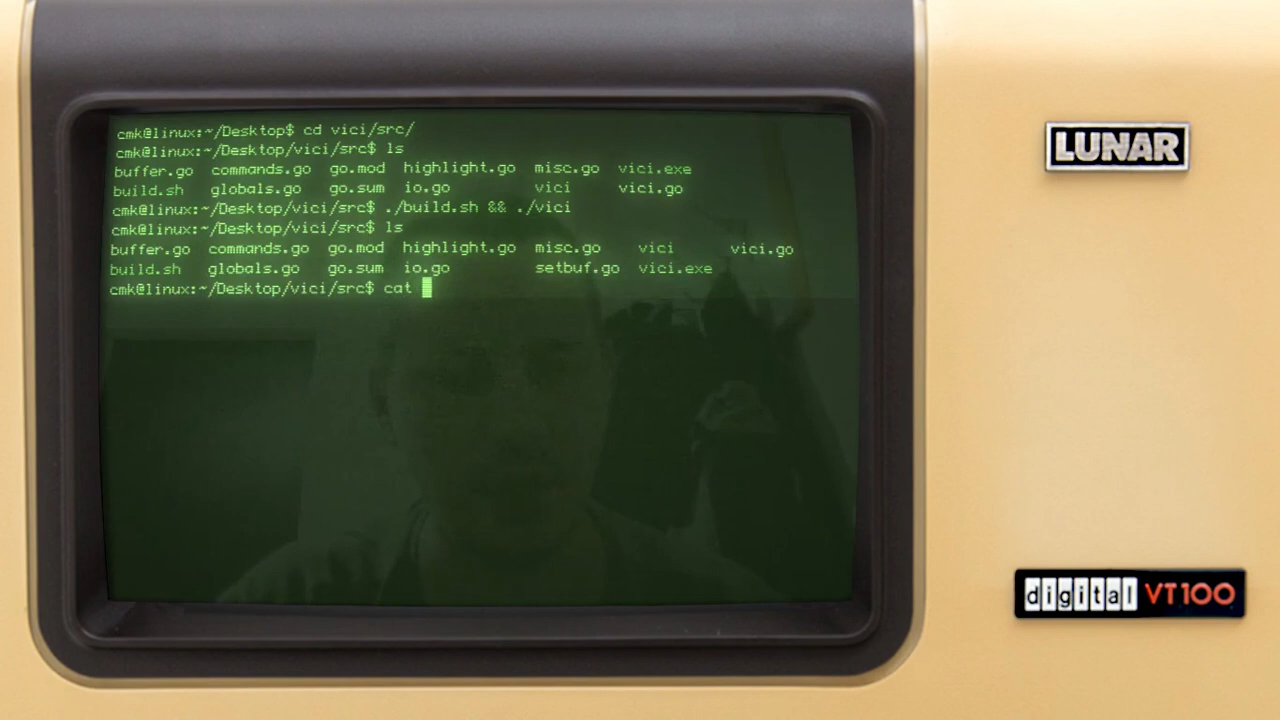 cmk@linux:~/Desktop$ cd vici/src/
cmk@linux:~/Desktop/vici/src$ ls
buffer.go commands.go go.mod highlight.go misc.go vici.exe
build.sh globals.go go.sum io.go vici vici.go
cmk@linux:~/Desktop/vici/src$ ./build.sh && ./vici
cmk@linux:~/Desktop/vici/src$ ls
buffer.go commands.go go.mod highlight.go misc.go vici vici.go
build.sh globals.go go.sum io.go setbuf.go vici.exe
cmk@linux:~/Desktop/vici/src$ cat
LUNAR
digital VT100